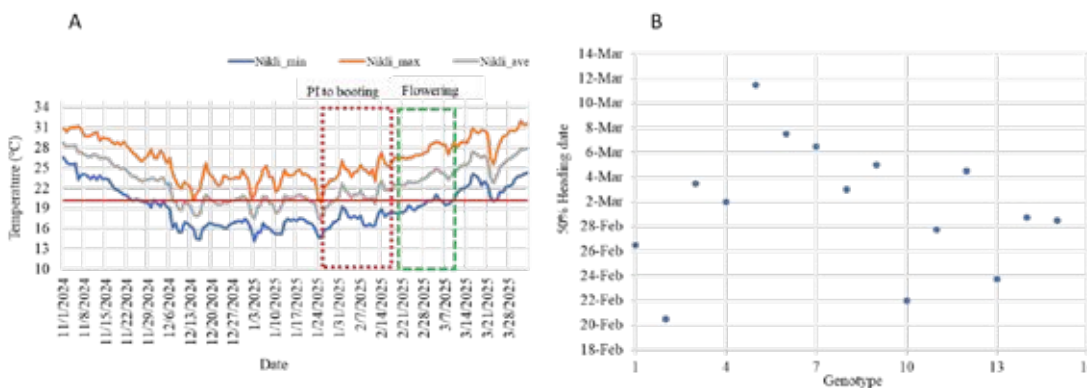 A
Nikli_min Nikli_max Nikli_ave
PI to booting Flowering
Temperature (°C)
34
31
28
25
22
19
16
13
10
11/1/2024
11/8/2024
11/15/2024
11/22/2024
11/29/2024
12/6/2024
12/13/2024
12/20/2024
12/27/2024
1/3/2025
1/10/2025
1/17/2025
1/24/2025
1/31/2025
2/7/2025
2/14/2025
2/21/2025
2/28/2025
3/7/2025
3/14/2025
3/21/2025
3/28/2025
Date
B
50% Heading date
14-Mar
12-Mar
10-Mar
8-Mar
6-Mar
4-Mar
2-Mar
28-Feb
26-Feb
24-Feb
22-Feb
20-Feb
18-Feb
1 4 7 10 13 1
Genotype